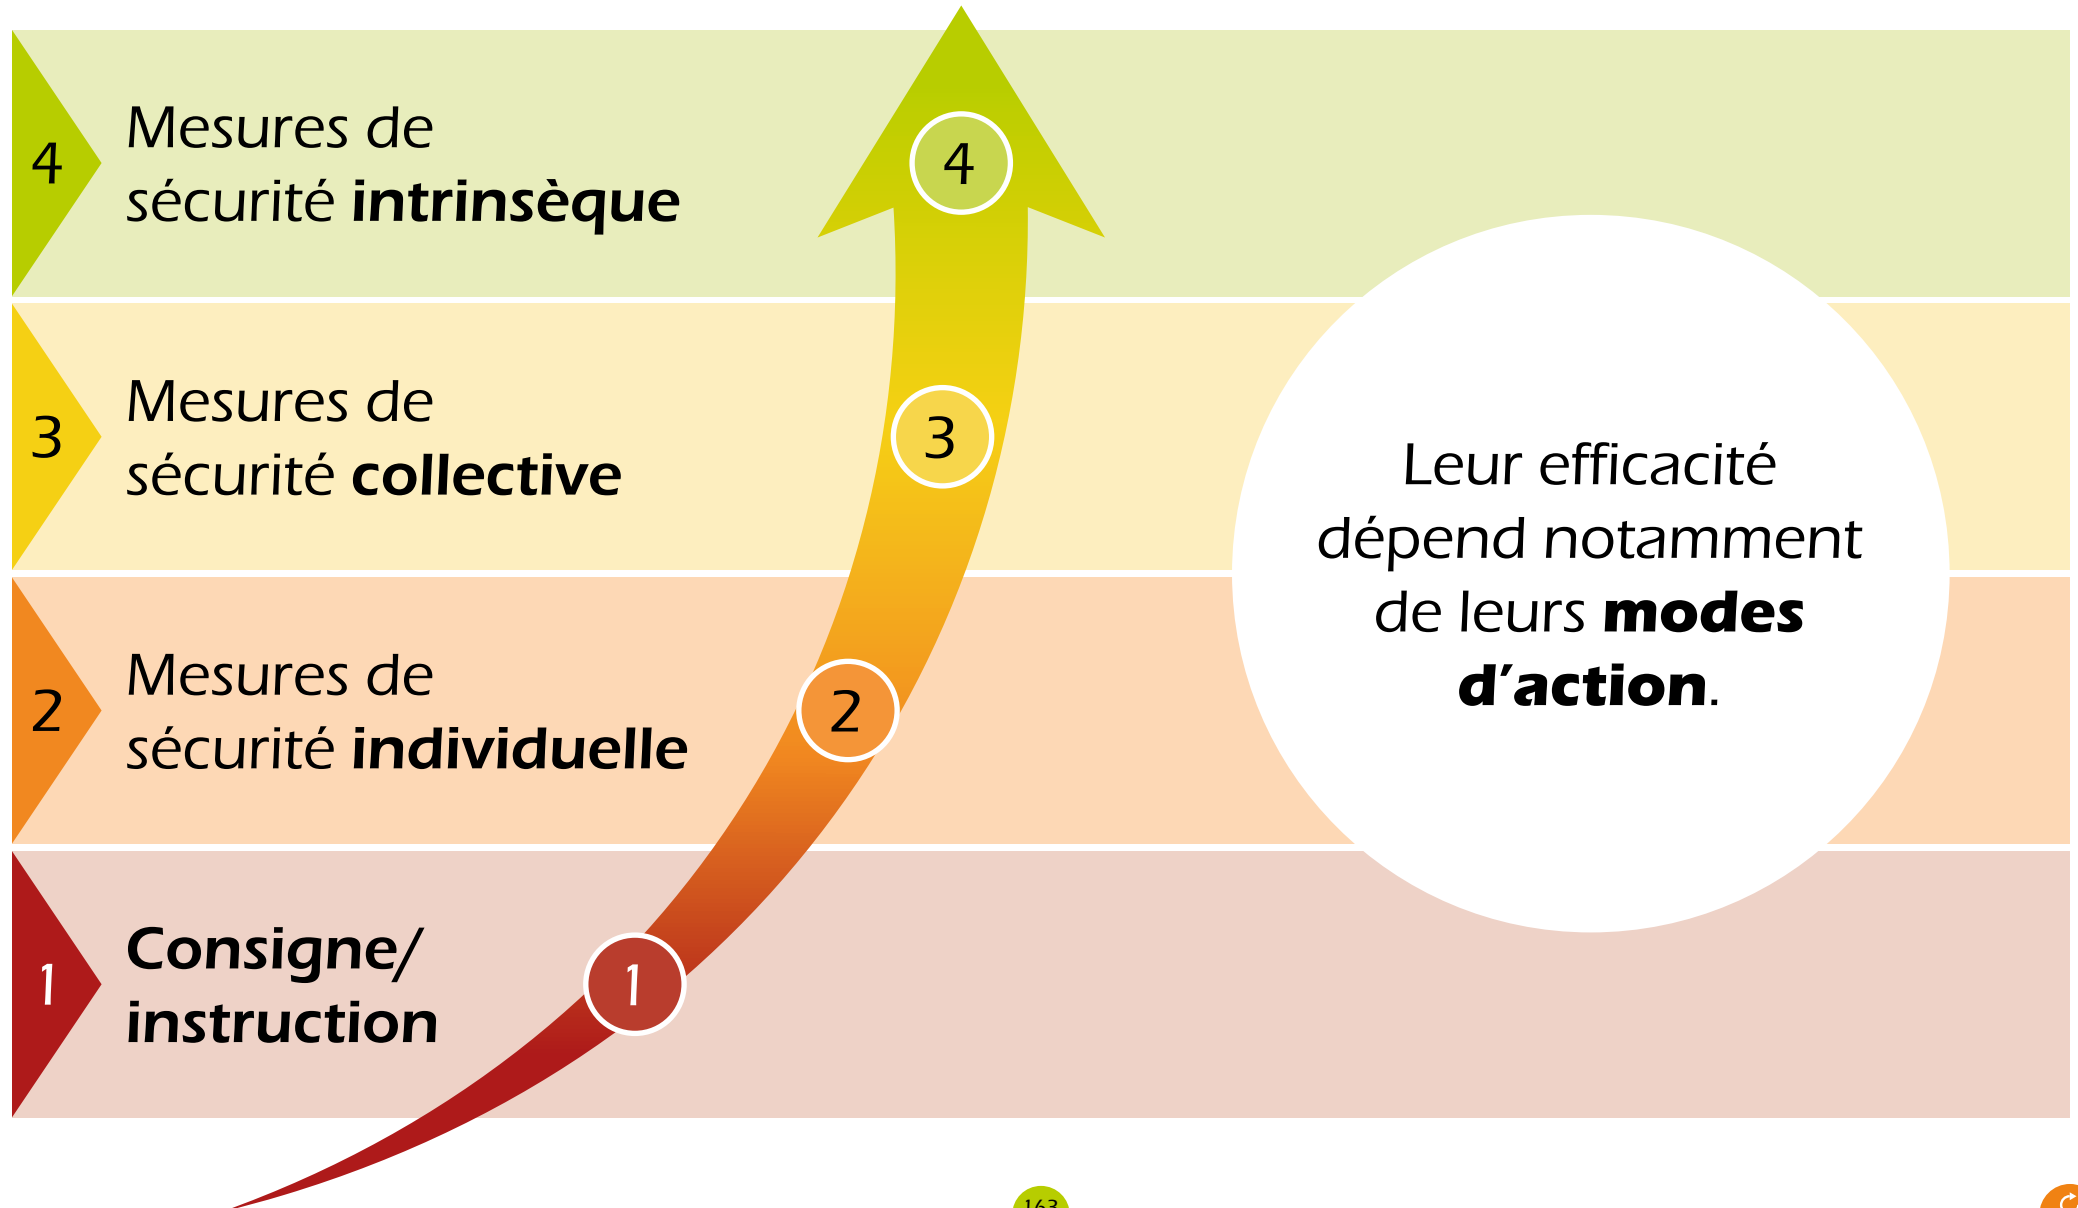 4
Mesures de
sécurité intrinsèque
4
3
Mesures de
sécurité collective
3
2
Mesures de
sécurité individuelle
2
1
Consigne/
instruction
1
Leur efficacité
dépend notamment
de leurs modes
d’action.
163